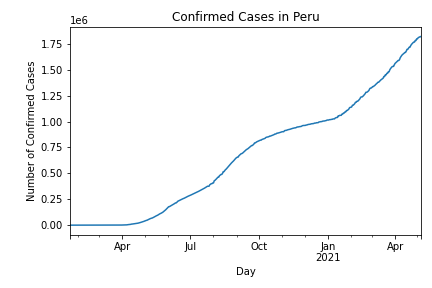 Confirmed Cases in Peru
1e6
1.75
1.50
1.25
1.00
0.75
0.50
0.25
0.00
Number of Confirmed Cases
Apr Jul Oct Jan Apr
2021
Day